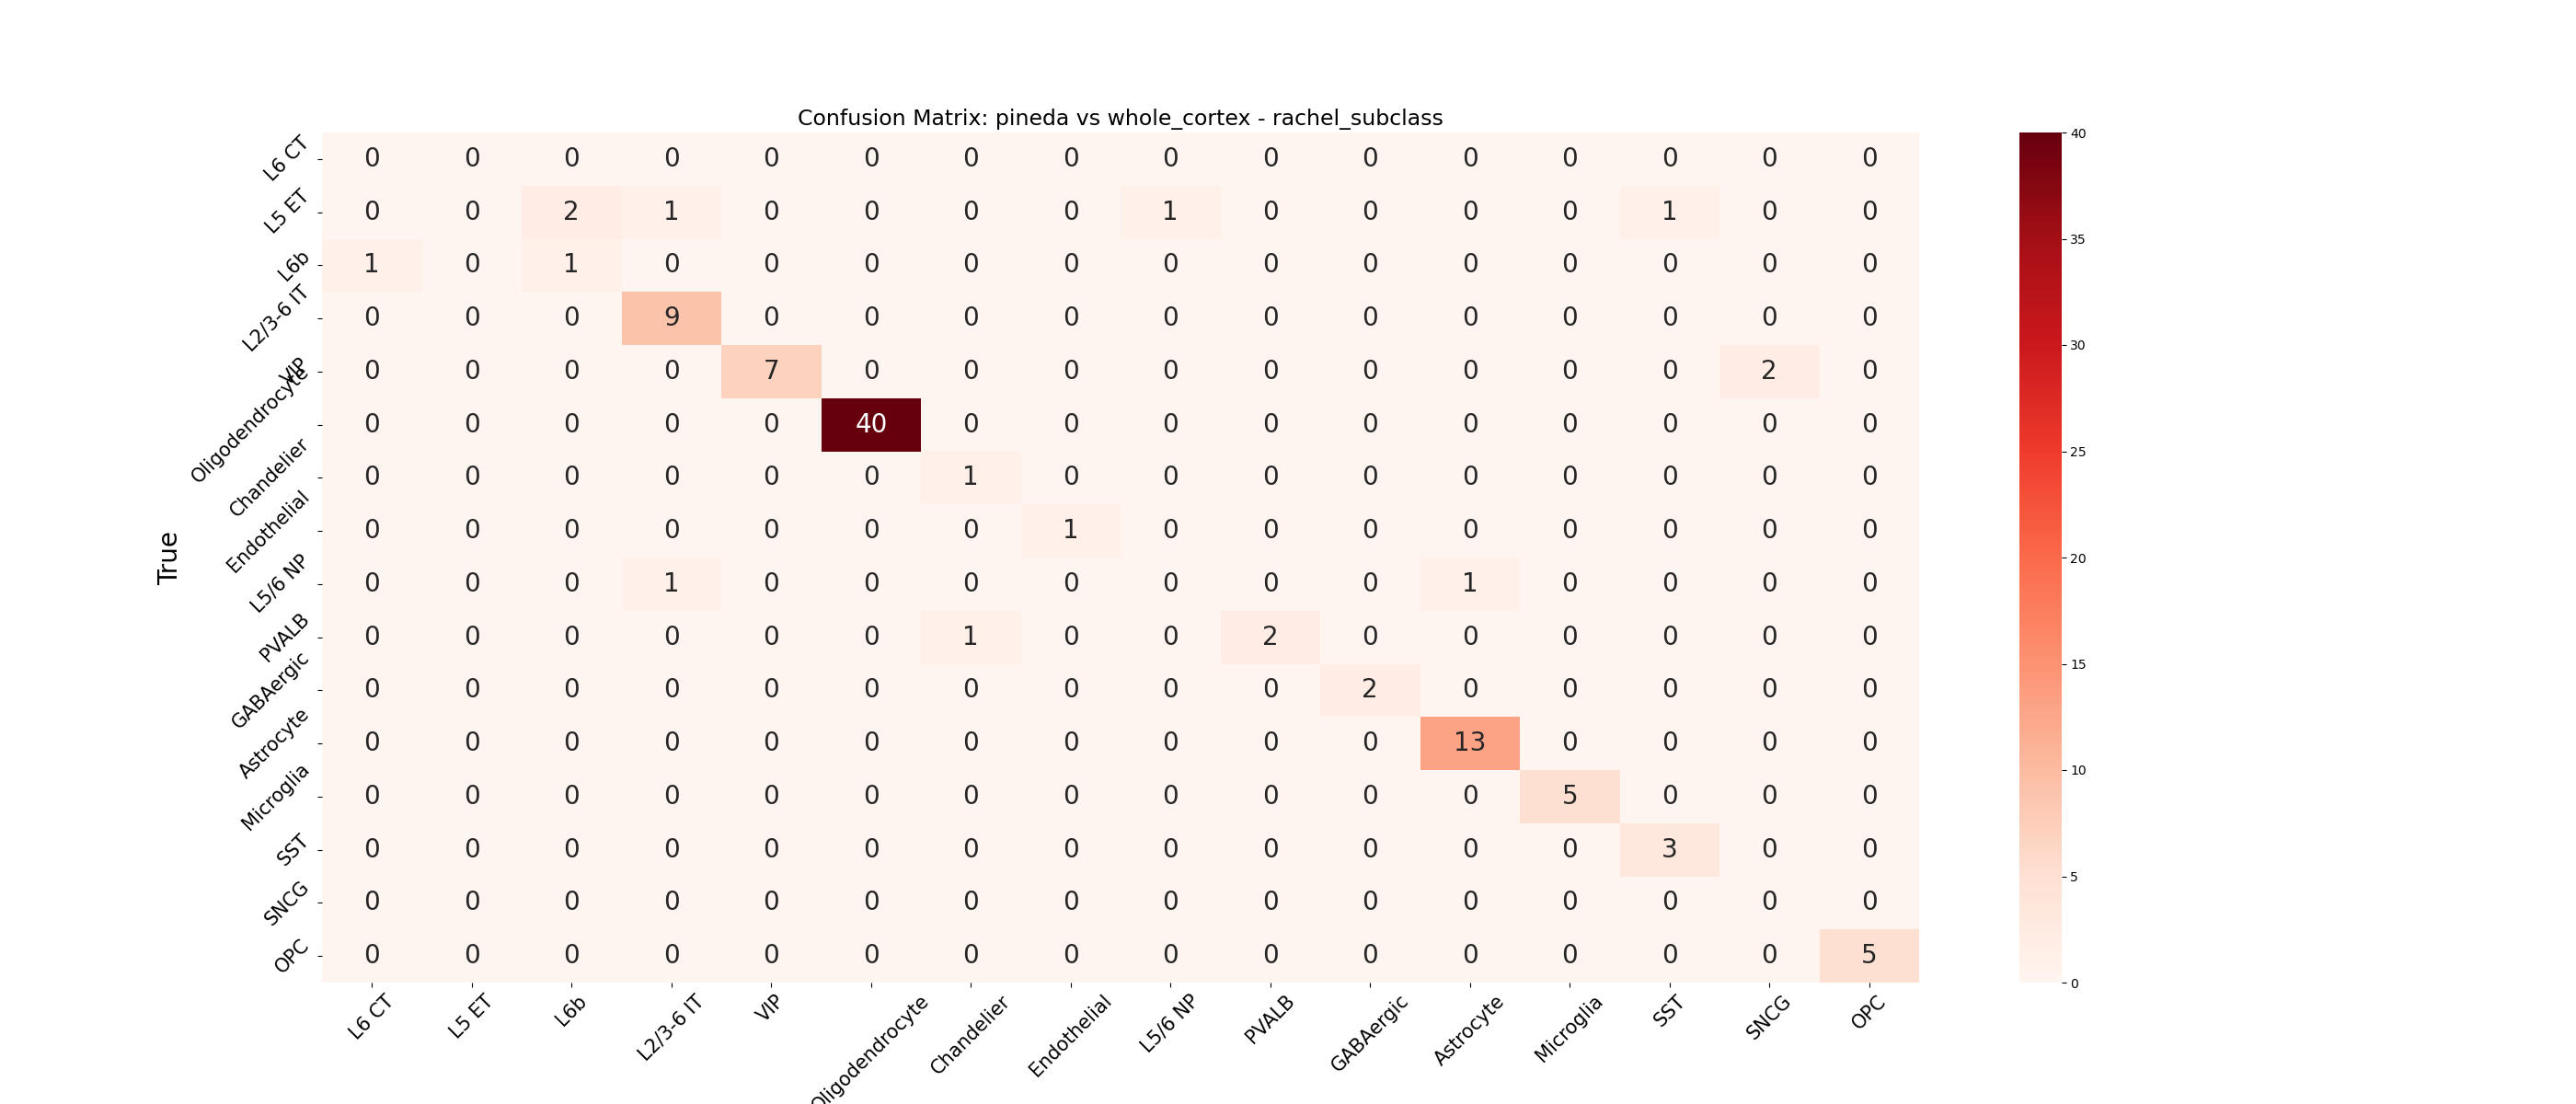 Confusion Matrix: pineda vs whole_cortex - rachel_subclass
True
L6 CT 0 0 0 0 0 0 0 0 0 0 0 0 0 0 0 0
L5 ET 0 0 2 1 0 0 0 0 1 0 0 0 0 1 0 0
L6b 1 0 1 0 0 0 0 0 0 0 0 0 0 0 0 0
L2/3-6 IT 0 0 0 9 0 0 0 0 0 0 0 0 0 0 0 0
VIP 0 0 0 0 7 0 0 0 0 0 0 0 0 0 2 0
Oligodendrocyte 0 0 0 0 0 40 0 0 0 0 0 0 0 0 0 0
Chandelier 0 0 0 0 0 0 1 0 0 0 0 0 0 0 0 0
Endothelial 0 0 0 0 0 0 0 1 0 0 0 0 0 0 0 0
L5/6 NP 0 0 0 1 0 0 0 0 0 0 0 1 0 0 0 0
PVALB 0 0 0 0 0 0 1 0 0 2 0 0 0 0 0 0
GABAergic 0 0 0 0 0 0 0 0 0 0 2 0 0 0 0 0
Astrocyte 0 0 0 0 0 0 0 0 0 0 0 13 0 0 0 0
Microglia 0 0 0 0 0 0 0 0 0 0 0 0 5 0 0 0
SST 0 0 0 0 0 0 0 0 0 0 0 0 0 3 0 0
SNCG 0 0 0 0 0 0 0 0 0 0 0 0 0 0 0 0
OPC 0 0 0 0 0 0 0 0 0 0 0 0 0 0 0 5
L6 CT L5 ET L6b L2/3-6 IT VIP Oligodendrocyte Chandelier Endothelial L5/6 NP PVALB GABAergic Astrocyte Microglia SST SNCG OPC
40
35
30
25
20
15
10
5
0